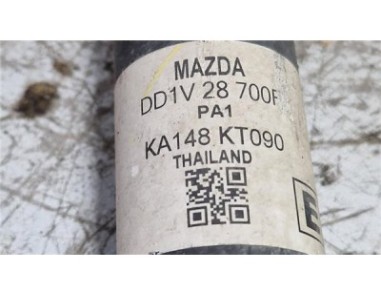 MAZDA
DD1V 28 700F
PA1
KA148 KT090
THAILAND
E